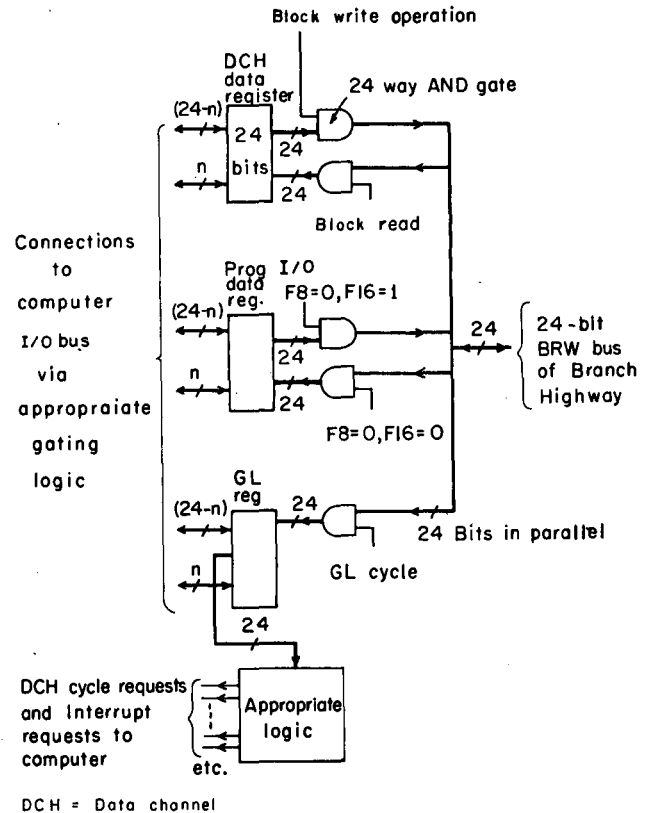 Block write operation
DCH
data
register
24 way AND gate
(24-n)
24
bits
24
n
24
Block read
Connections
to
computer
I/O bus
via
appropraiate
gating
logic
Prog I/O
data
reg.
F8=0,F16=1
(24-n)
24
n
24
F8=0,F16=0
24
24-bit
BRW bus
of Branch
Highway
GL
reg
(24-n)
24
n
GL cycle
24 Bits in parallel
24
DCH cycle requests
and Interrupt
requests to
computer
etc.
Appropriate
logic
DCH = Data channel